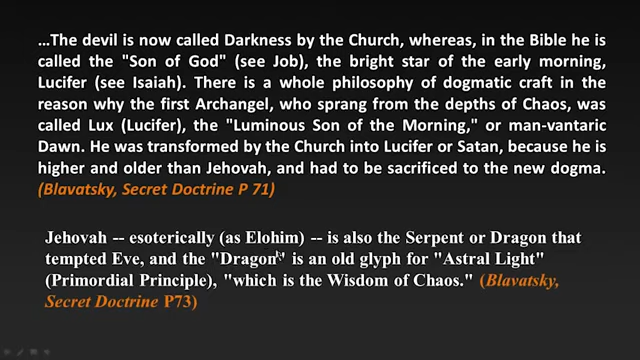 ...The devil is now called Darkness by the Church, whereas, in the Bible he is
called the "Son of God" (see Job), the bright star of the early morning,
Lucifer (see Isaiah). There is a whole philosophy of dogmatic craft in the
reason why the first Archangel, who sprang from the depths of Chaos, was
called Lux (Lucifer), the "Luminous Son of the Morning," or man-vantaric
Dawn. He was transformed by the Church into Lucifer or Satan, because he is
higher and older than Jehovah, and had to be sacrificed to the new dogma.
(Blavatsky, Secret Doctrine P 71)
Jehovah -- esoterically (as Elohim) -- is also the Serpent or Dragon that
tempted Eve, and the "Dragon" is an old glyph for "Astral Light"
(Primordial Principle), "which is the Wisdom of Chaos." (Blavatsky,
Secret Doctrine P73)